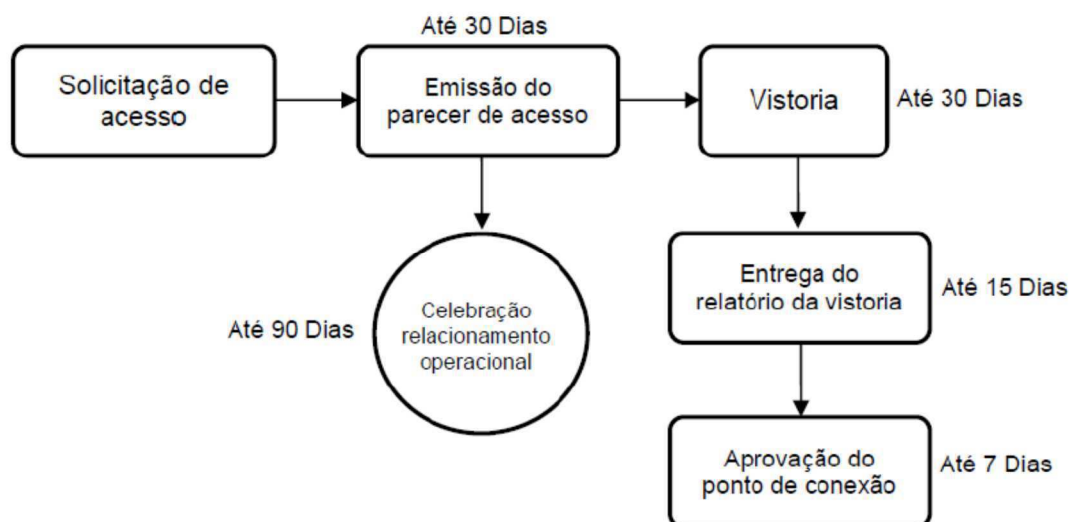 Até 30 Dias
Solicitação de
acesso
Emissão do
parecer de acesso
Vistoria
Até 30 Dias
Entrega do
relatório da vistoria
Até 15 Dias
Até 90 Dias
Celebração
relacionamento
operacional
Aprovação do
ponto de conexão
Até 7 Dias